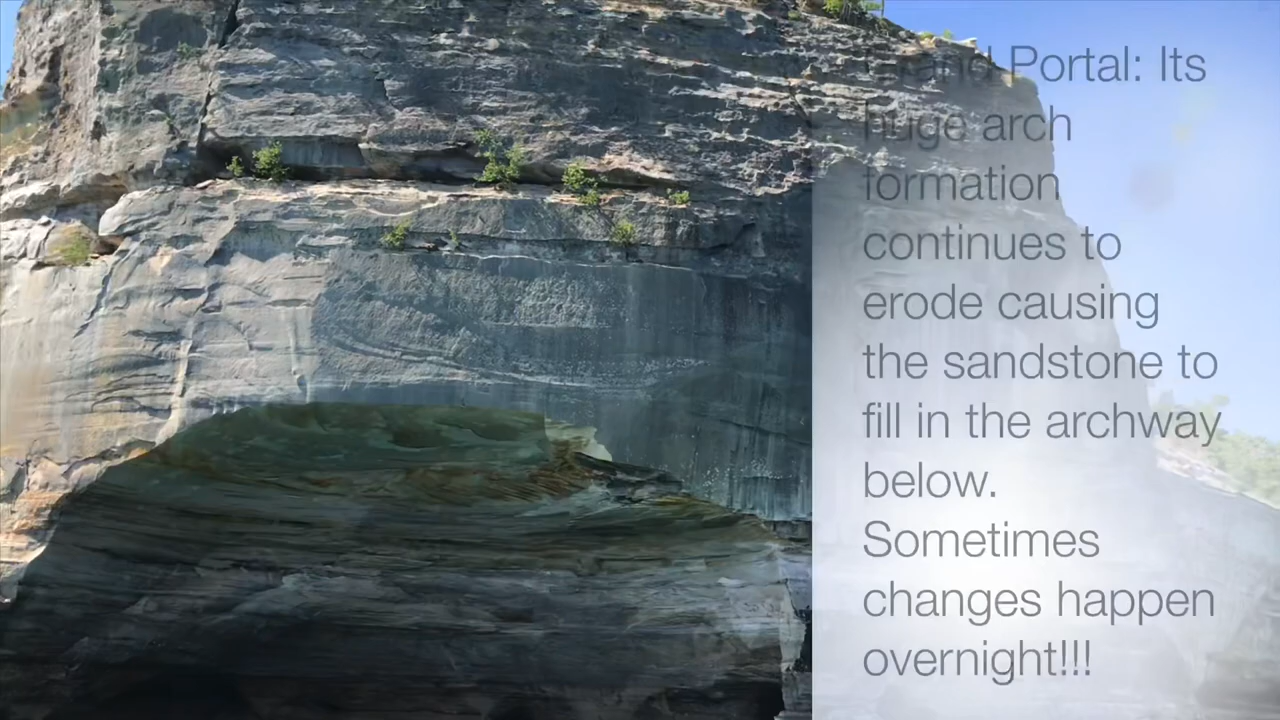 Grand Portal: Its
huge arch
formation
continues to
erode causing
the sandstone to
fill in the archway
below.
Sometimes
changes happen
overnight!!!